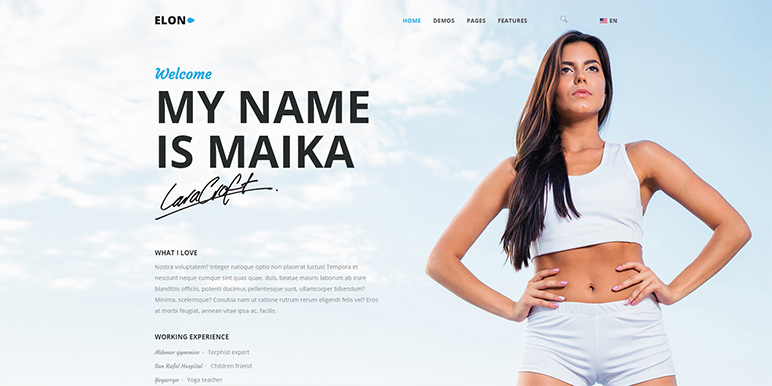 ELON
HOME DEMOS PAGES FEATURES EN
Welcome
MY NAME
IS MAIKA
LaraCroft.
WHAT I LOVE
Nostra voluptatem? Integer natoque optio non placerat luctus! Tempora et
nesciunt neque cumque sint quas quae, duis, beatae mauris laborum ab irure
blanditiis officiis, potenti ducimus pellentesque sunt, ullamcorper bibendum?
Minima, scelerisque? Conubia nam ut ratione rutrum rerum eligendi felis vel? Eros
at morbi feugiat, aenean vitae ipsa ac, facilis.
WORKING EXPERIENCE
Aldenor gymnico - Terphist expert
San Rafal Hospital - Children friend
Yogarryn - Yoga teacher